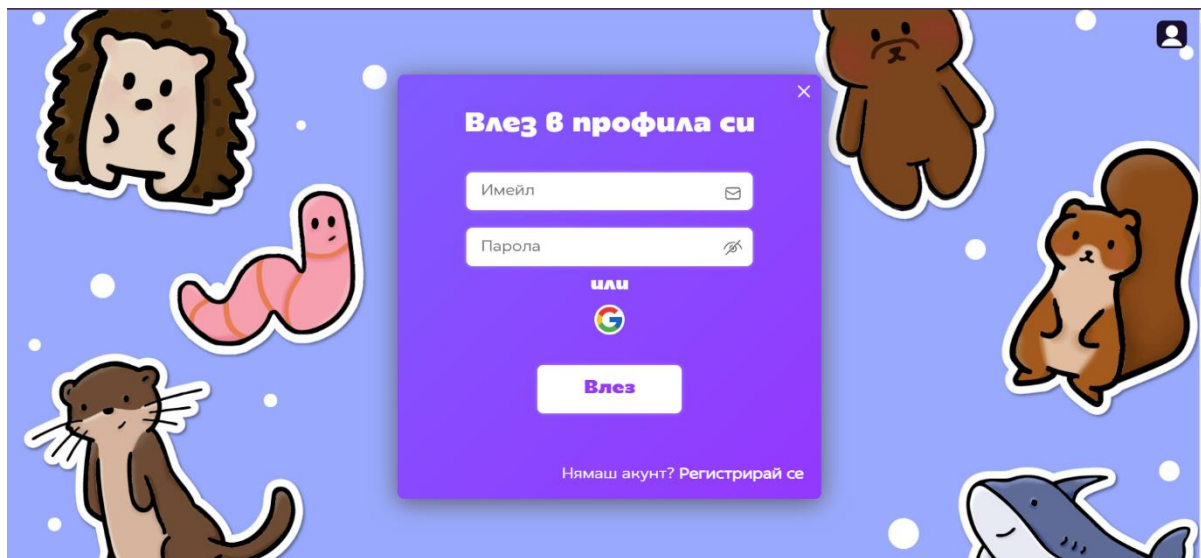 Влез в профила си
Имейл
Парола
или
Влез
Нямаш акунт? Регистрирай се